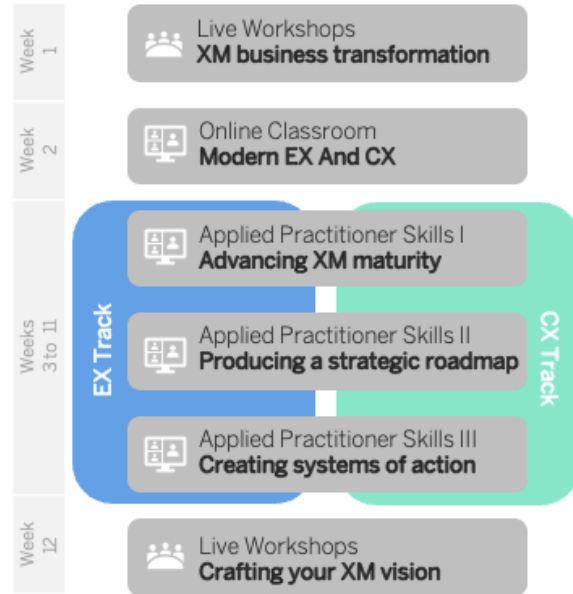 Week
1
Live Workshops
XM business transformation
Week
2
Online Classroom
Modern EX And CX
Weeks
3 to 11
EX Track
Applied Practitioner Skills I
Advancing XM maturity
Applied Practitioner Skills II
Producing a strategic roadmap
Applied Practitioner Skills III
Creating systems of action
CX Track
Week
12
Live Workshops
Crafting your XM vision